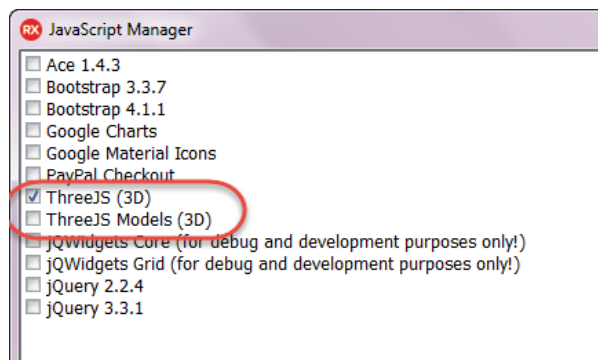 RX JavaScript Manager
Ace 1.4.3
Bootstrap 3.3.7
Bootstrap 4.1.1
Google Charts
Google Material Icons
PayPal Checkout
ThreeJS (3D)
ThreeJS Models (3D)
jQWidgets Core (for debug and development purposes only!)
jQWidgets Grid (for debug and development purposes only!)
jQuery 2.2.4
jQuery 3.3.1